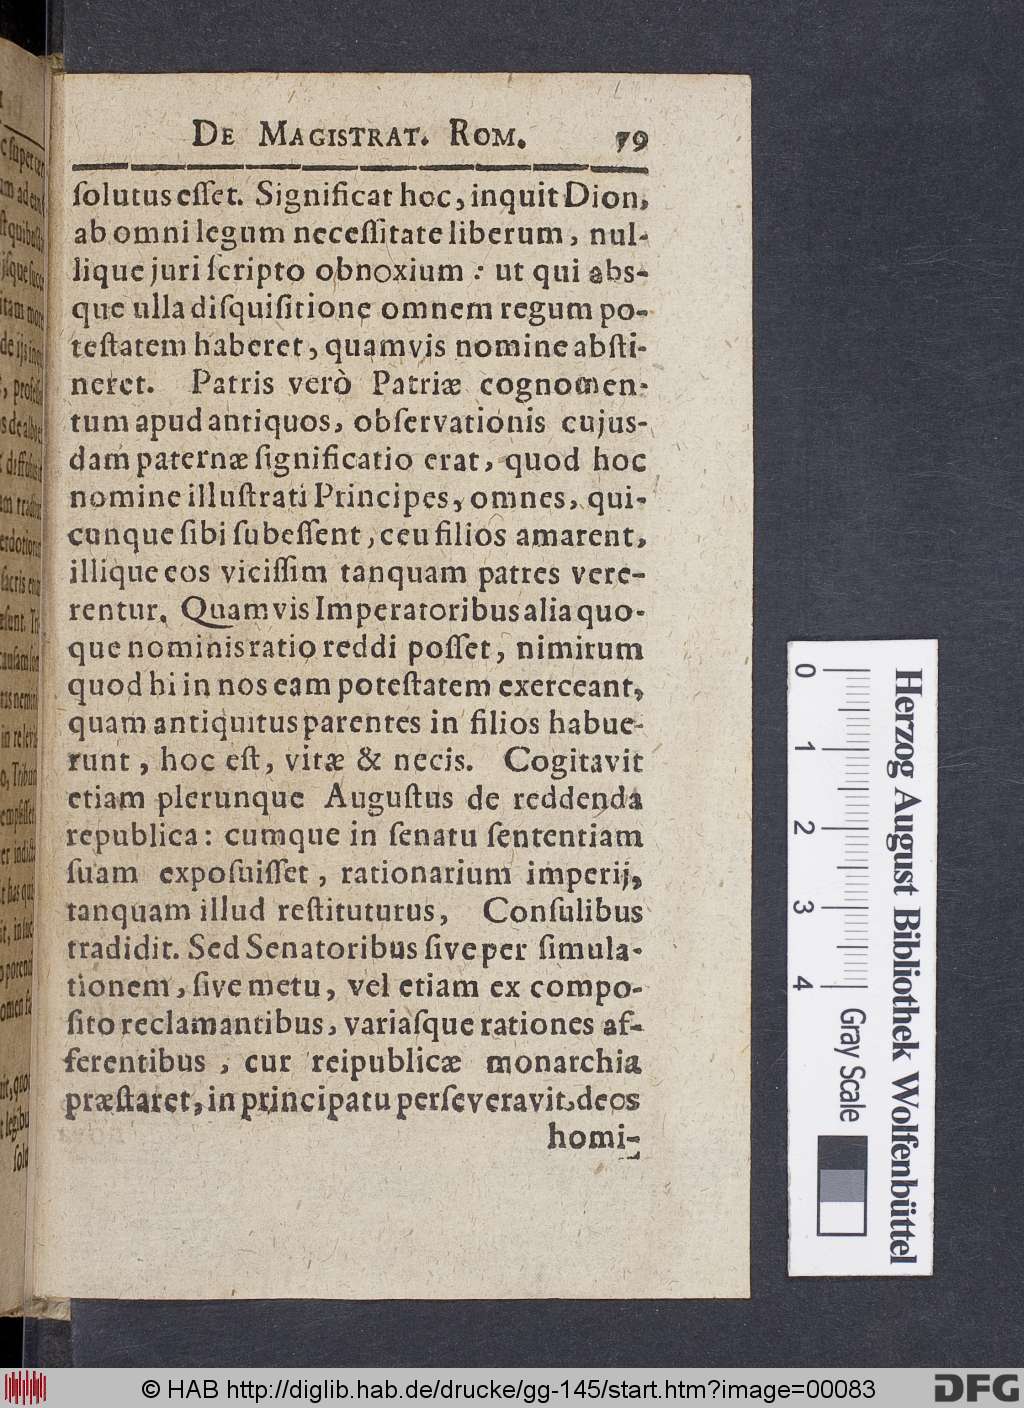 De Magistrat. Rom. 79
ſolutus eſſet. Significat hoc, inquit Dion,
ab omni legum neceſſitate liberum, nul-
lique juri ſcripto obnoxium : ut qui abs-
que ulla diſquiſitione omnem regum po-
teſtatem haberet, quamvis nomine abſti-
neret. Patris verò Patriæ cognomen-
tum apud antiquos, obſervationis cujus-
dam paternæ ſignificatio erat, quod hoc
nomine illuſtrati Principes, omnes, qui-
cunque ſibi ſubeſſent, ceu filios amarent,
illique eos viciſſim tanquam patres vere-
rentur. Quamvis Imperatoribus alia quo-
que nominis ratio reddi poſſet, nimirum
quod hi in nos eam poteſtatem exerceant,
quam antiquitus parentes in filios habue-
runt, hoc eſt, vitæ & necis. Cogitavit
etiam plerunque Auguſtus de reddenda
republica: cumque in ſenatu ſententiam
ſuam expoſuiſſet, rationarium imperij,
tanquam illud reſtituturus, Conſulibus
tradidit. Sed Senatoribus ſive per ſimula-
tionem, ſive metu, vel etiam ex compo-
ſito reclamantibus, variaſque rationes af-
ferentibus, cur reipublicæ monarchia
præſtaret, in principatu perſeveravit, deos
homi-
0 1 2 3 4
Gray Scale
Herzog August Bibliothek Wolfenbüttel
© HAB http://diglib.hab.de/drucke/gg-145/start.htm?image=00083
DFG